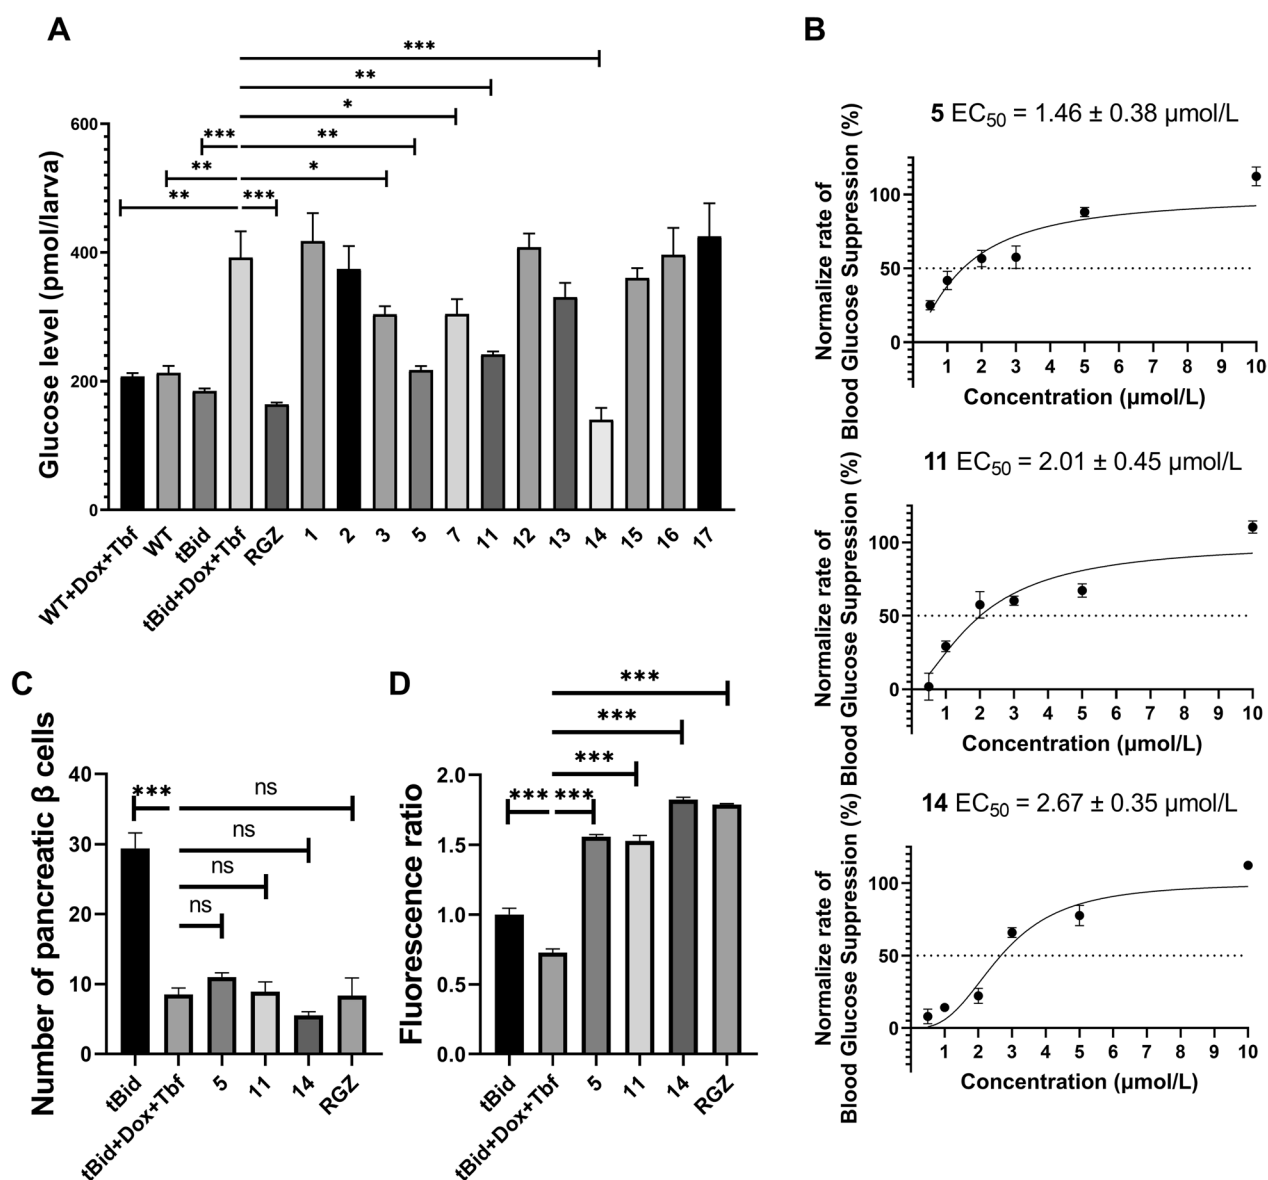 A
***
**
*
***
**
**
*
**
***
Glucose level (pmol/larva)
600
400
200
0
WT+Dox+Tbf
WT
tBid
tBid+Dox+Tbf
RGZ
1
2
3
5
7
11
12
13
14
15
16
17
B
5 EC50 = 1.46 ± 0.38 µmol/L
Normalize rate of
Blood Glucose Suppression (%)
100
50
0
1 2 3 4 5 6 7 8 9 10
Concentration (µmol/L)
11 EC50 = 2.01 ± 0.45 µmol/L
Normalize rate of
Blood Glucose Suppression (%)
100
50
0
1 2 3 4 5 6 7 8 9 10
Concentration (µmol/L)
14 EC50 = 2.67 ± 0.35 µmol/L
Normalize rate of
Blood Glucose Suppression (%)
100
50
0
1 2 3 4 5 6 7 8 9 10
Concentration (µmol/L)
C
Number of pancreatic β cells
40
30
20
10
0
***
ns
ns
ns
ns
tBid
tBid+Dox+Tbf
5
11
14
RGZ
D
Fluorescence ratio
2.0
1.5
1.0
0.5
0.0
***
***
***
*** ***
tBid
tBid+Dox+Tbf
5
11
14
RGZ